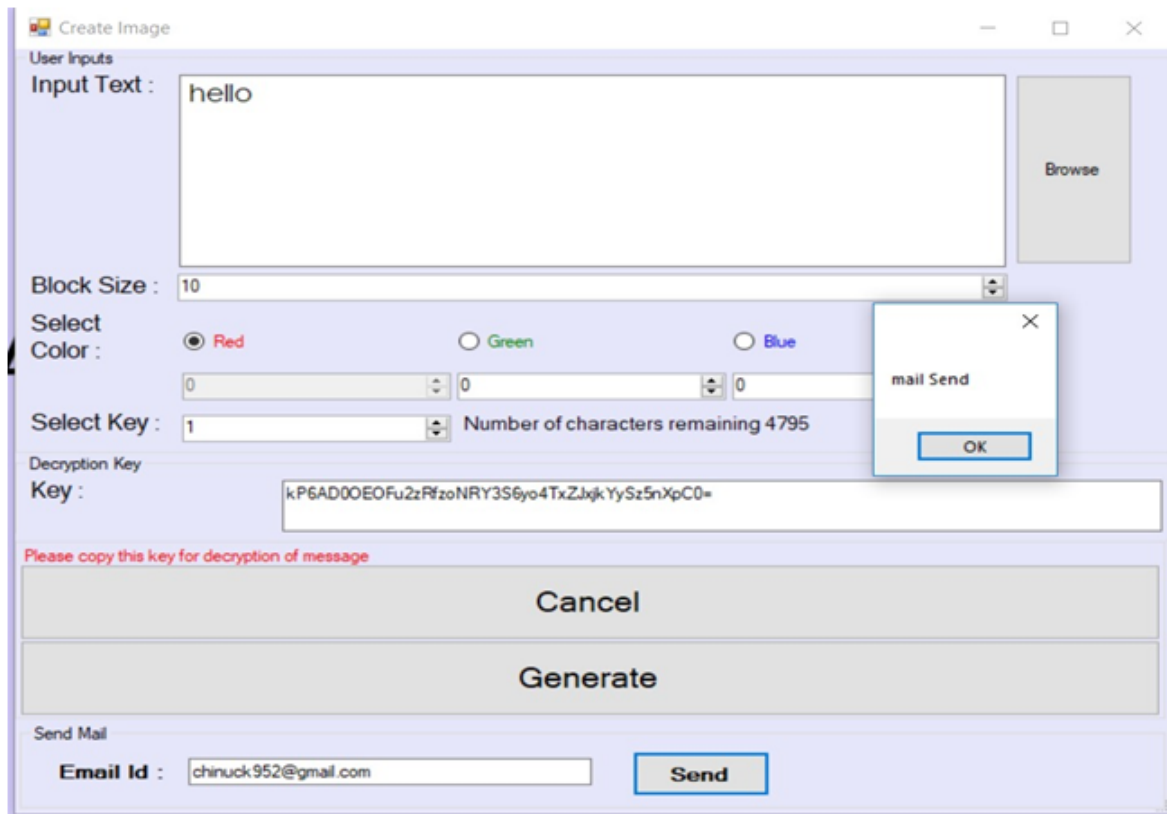 Create Image
User Inputs
Input Text :
hello
Browse
Block Size :
10
Select
Color :
Red
Green
Blue
0
0
0
mail Send
OK
Select Key :
1
Number of characters remaining 4795
Decryption Key
Key :
kP6AD0OEOFu2zRfzoNRY3S6yo4TxZJxjkYySz5nXpC0=
Please copy this key for decryption of message
Cancel
Generate
Send Mail
Email Id :
chinuck952@gmail.com
Send